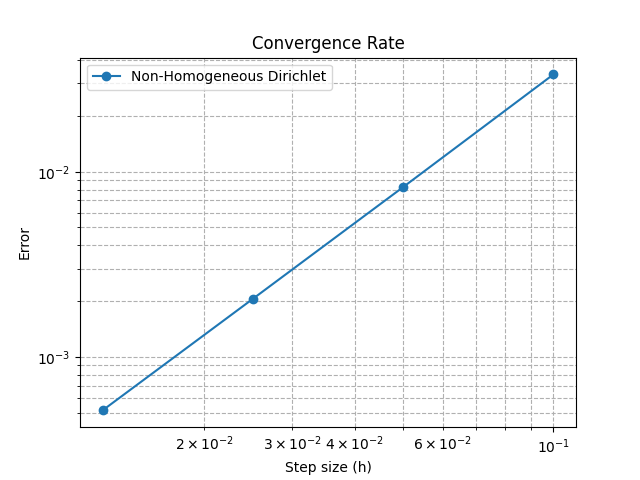 Convergence Rate
Non-Homogeneous Dirichlet
Error
10⁻²
10⁻³
2 × 10⁻² 3 × 10⁻² 4 × 10⁻² 6 × 10⁻² 10⁻¹
Step size (h)